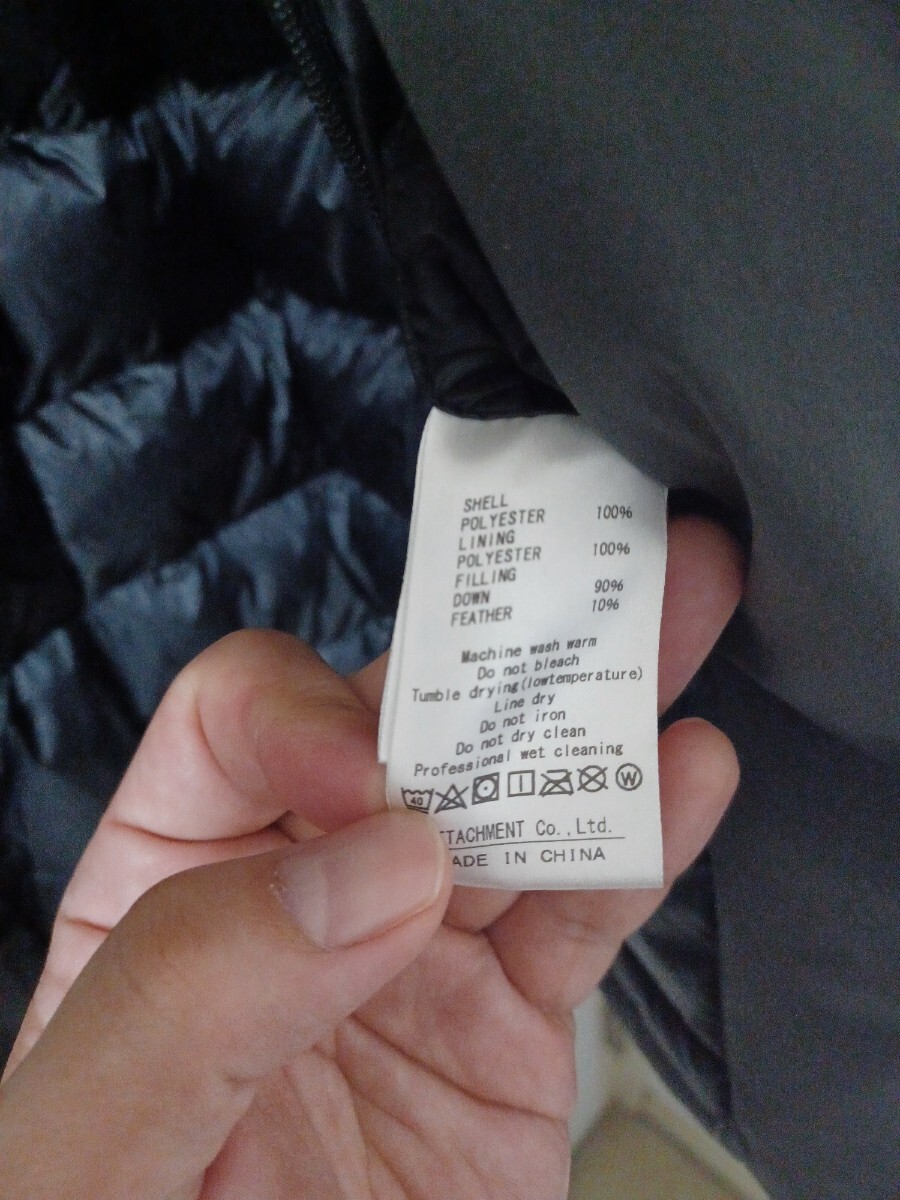 SHELL
POLYESTER 100%
LINING
POLYESTER 100%
FILLING
DOWN 90%
FEATHER 10%
Machine wash warm
Do not bleach
Tumble drying(lowtemperature)
Line dry
Do not iron
Do not dry clean
Professional wet cleaning
40 W
TTACHMENT Co.,Ltd.
ADE IN CHINA